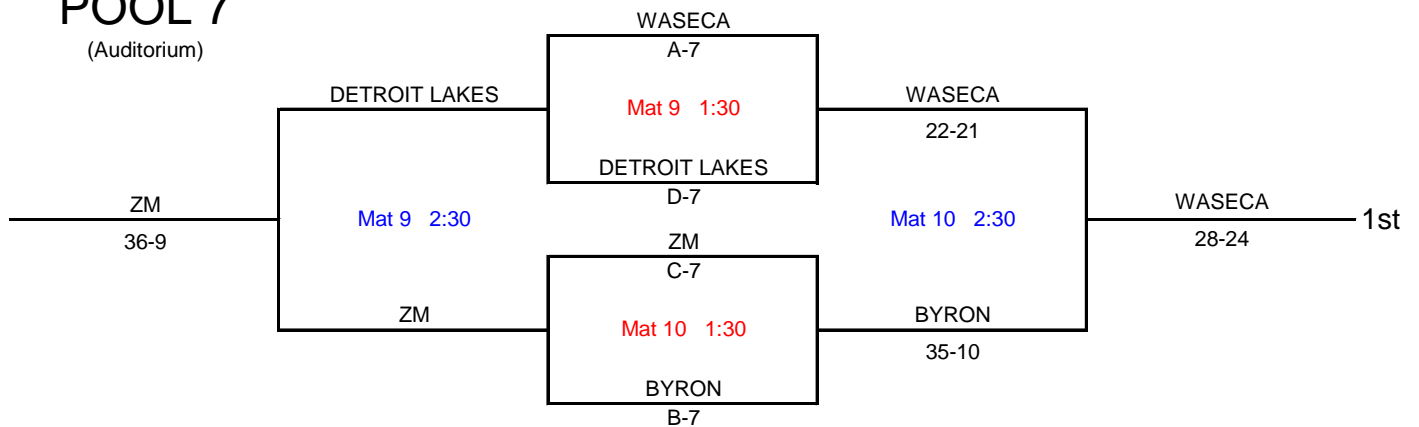 POOL 7
(Auditorium)
WASECA
A-7
DETROIT LAKES
Mat 9 1:30
WASECA
22-21
DETROIT LAKES
D-7
ZM
36-9
Mat 9 2:30
Mat 10 2:30
WASECA
28-24
1st
ZM
C-7
ZM
Mat 10 1:30
BYRON
35-10
BYRON
B-7